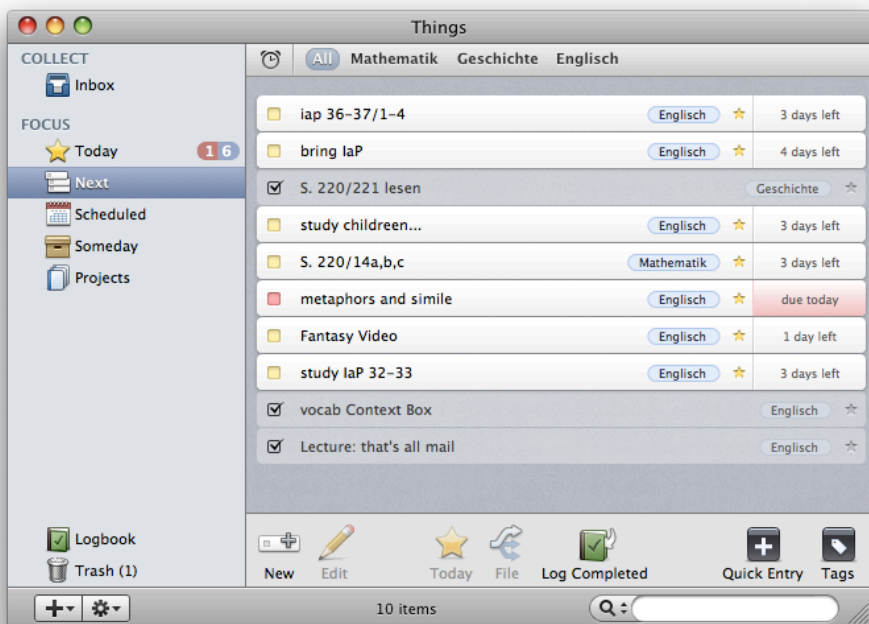 Things
COLLECT
Inbox
FOCUS
Today 1 6
Next
Scheduled
Someday
Projects
Logbook
Trash (1)
All Mathematik Geschichte Englisch
iap 36-37/1-4 Englisch 3 days left
bring IaP Englisch 4 days left
S. 220/221 lesen Geschichte
study childreen... Englisch 3 days left
S. 220/14a,b,c Mathematik 3 days left
metaphors and simile Englisch due today
Fantasy Video Englisch 1 day left
study IaP 32-33 Englisch 3 days left
vocab Context Box Englisch
Lecture: that's all mail Englisch
New Edit Today File Log Completed Quick Entry Tags
10 items